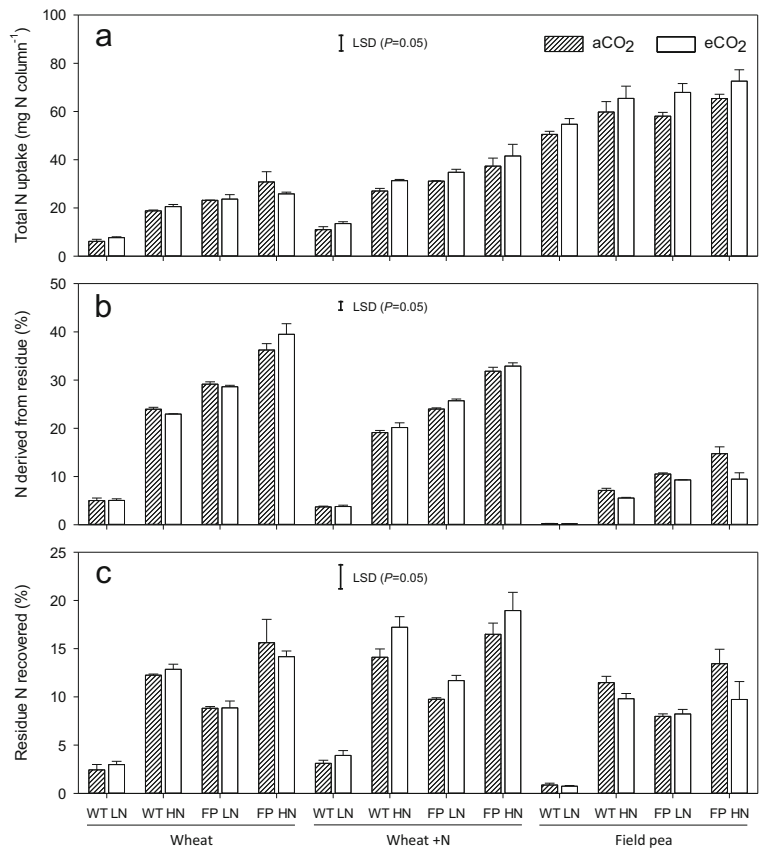 a
LSD (P=0.05)
aCO2 eCO2
Total N uptake (mg N column-1)
100
80
60
40
20
0
b
LSD (P=0.05)
N derived from residue (%)
50
40
30
20
10
0
c
LSD (P=0.05)
Residue N recovered (%)
25
20
15
10
5
0
WT LN WT HN FP LN FP HN WT LN WT HN FP LN FP HN WT LN WT HN FP LN FP HN
Wheat Wheat +N Field pea